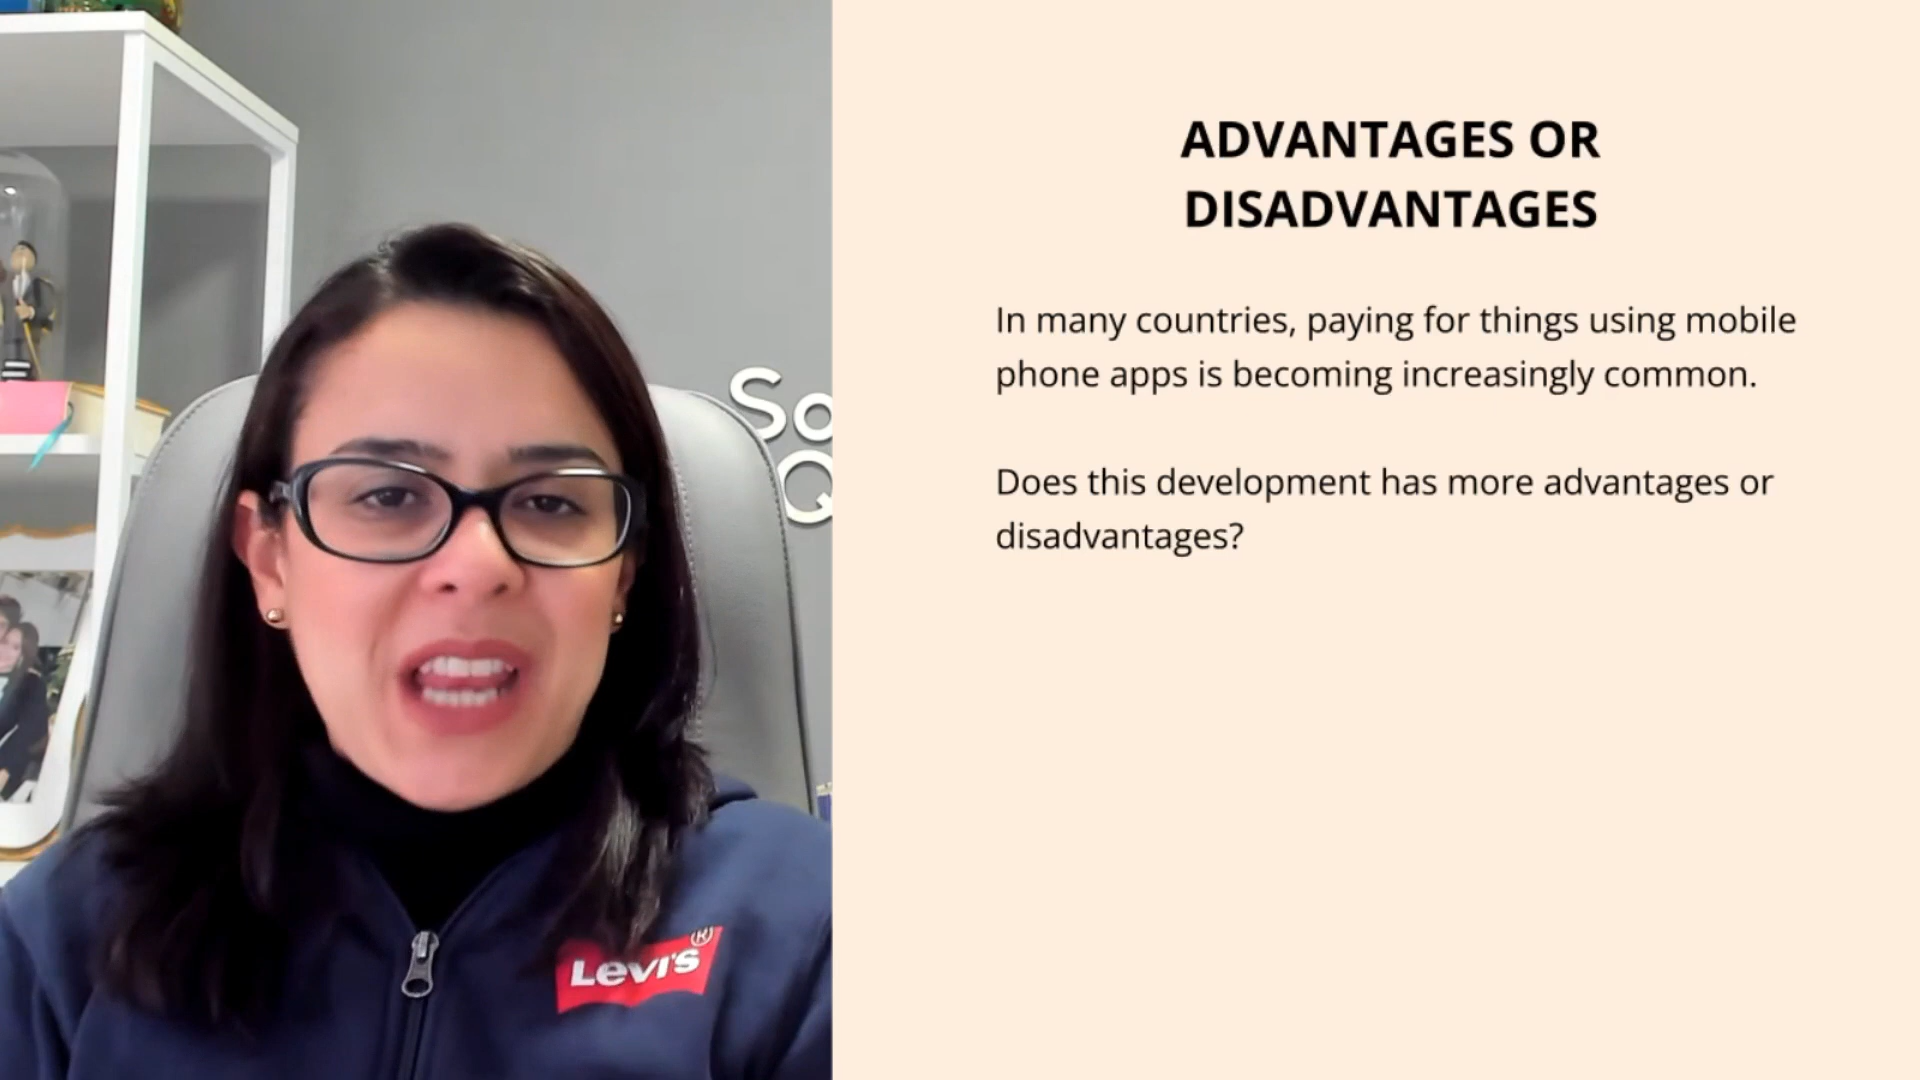 ADVANTAGES OR
DISADVANTAGES
In many countries, paying for things using mobile
phone apps is becoming increasingly common.
Does this development has more advantages or
disadvantages?
So
Q
Levi's®